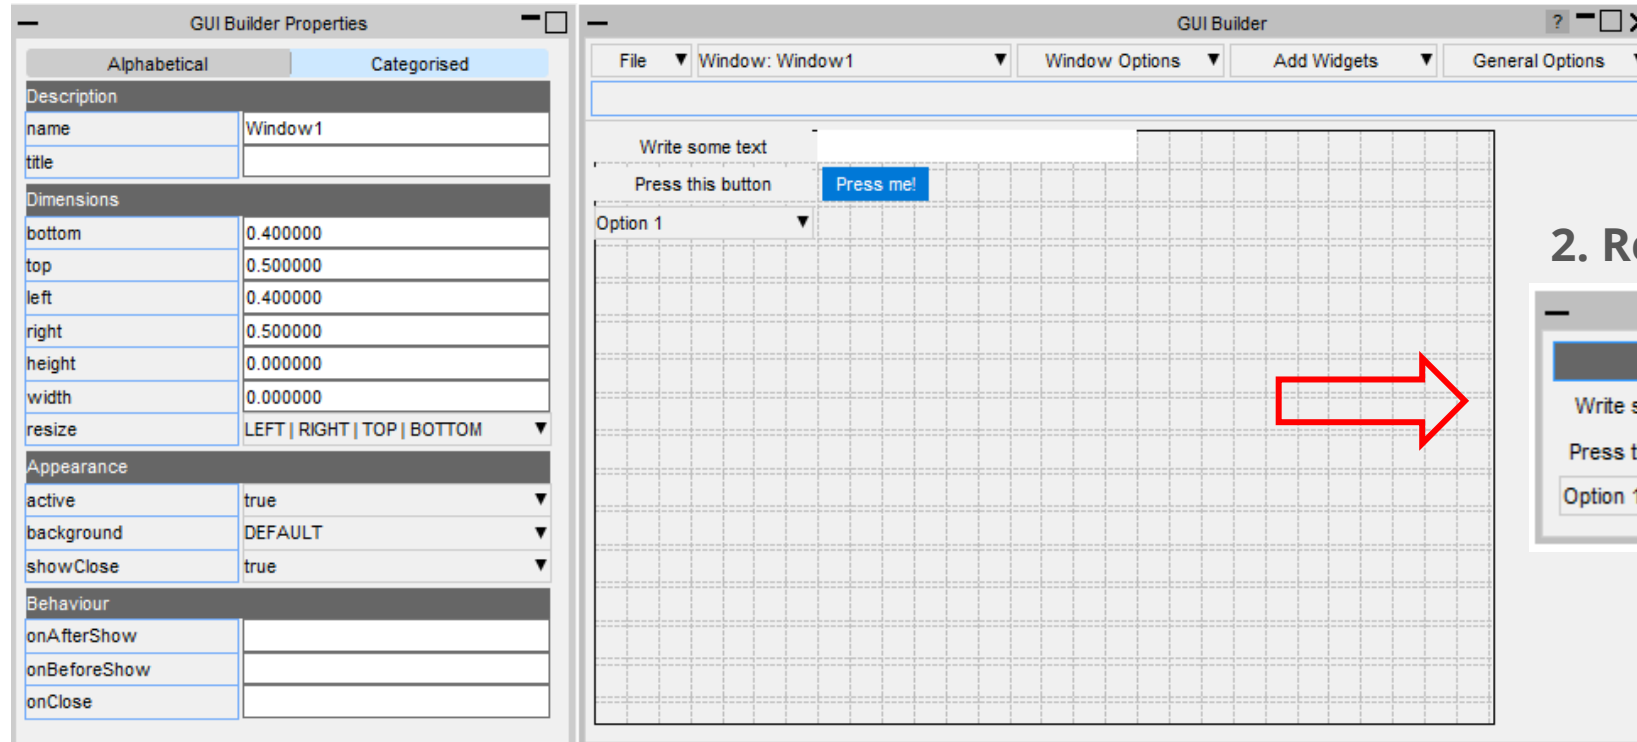 GUI Builder Properties
Alphabetical Categorised
Description
name Window1
title
Dimensions
bottom 0.400000
top 0.500000
left 0.400000
right 0.500000
height 0.000000
width 0.000000
resize LEFT | RIGHT | TOP | BOTTOM
Appearance
active true
background DEFAULT
showClose true
Behaviour
onAfterShow
onBeforeShow
onClose
GUI Builder ?
File Window: Window1 Window Options Add Widgets General Options
Write some text
Press this button Press me!
Option 1
2. Re
Write s
Press t
Option 1